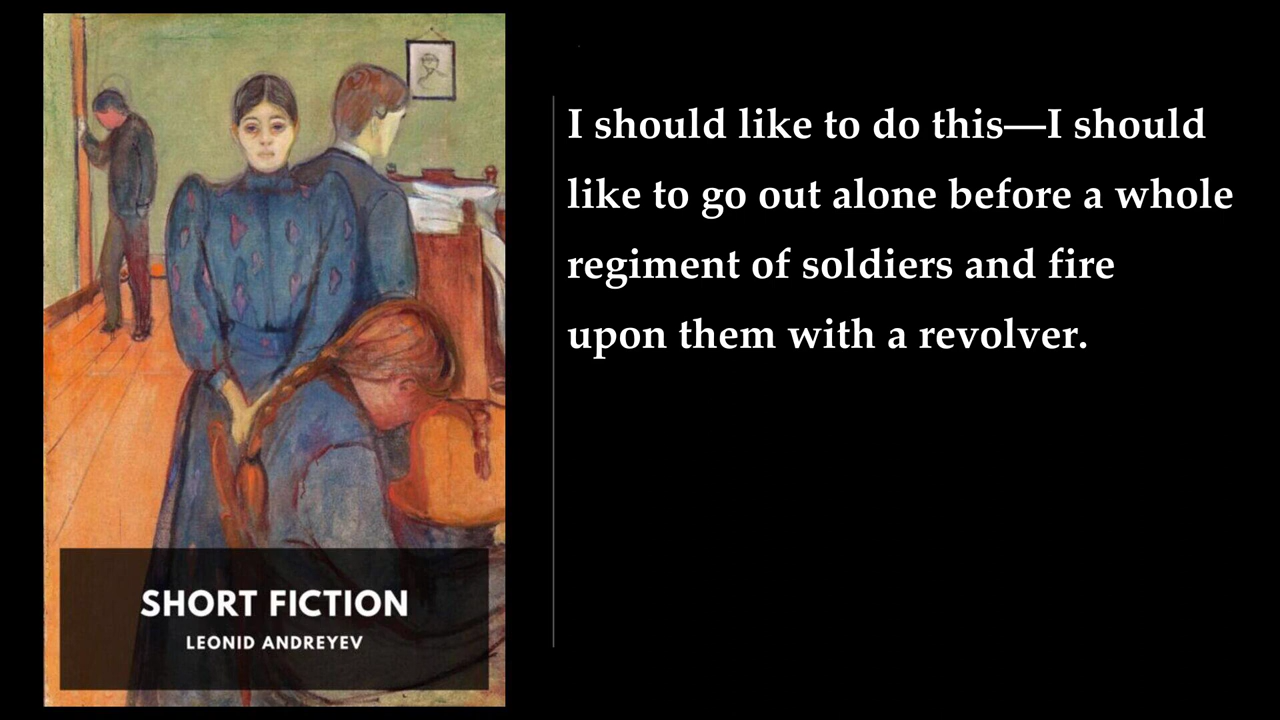 I should like to do this—I should
like to go out alone before a whole
regiment of soldiers and fire
upon them with a revolver.
SHORT FICTION
LEONID ANDREYEV